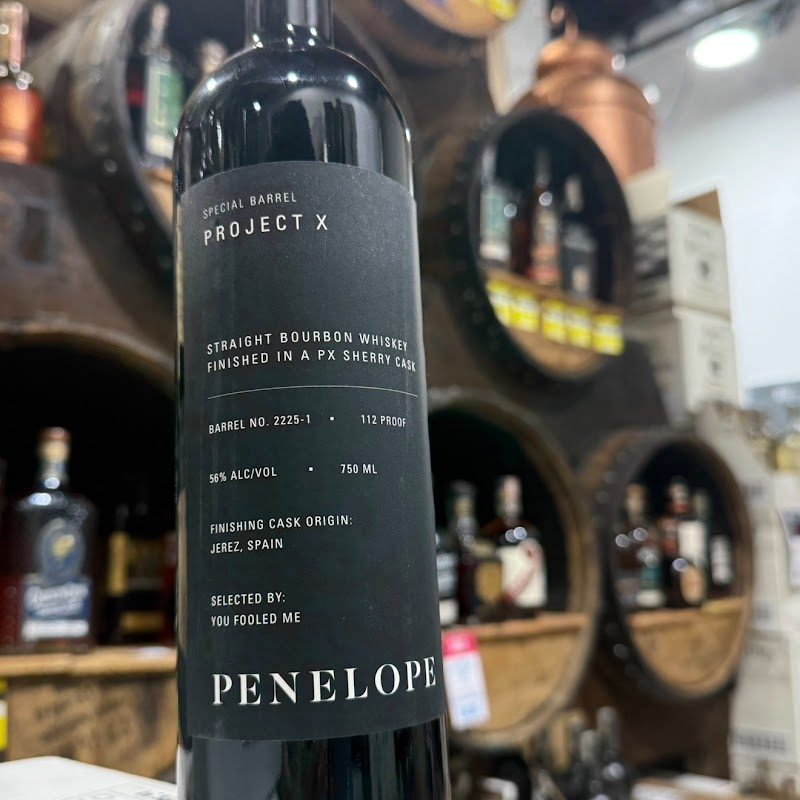 SPECIAL BARREL
PROJECT X
STRAIGHT BOURBON WHISKEY
FINISHED IN A PX SHERRY CASK
BARREL NO. 2225-1 ▪ 112 PROOF
56% ALC/VOL ▪ 750 ML
FINISHING CASK ORIGIN:
JEREZ, SPAIN
SELECTED BY:
YOU FOOLED ME
PENELOPE